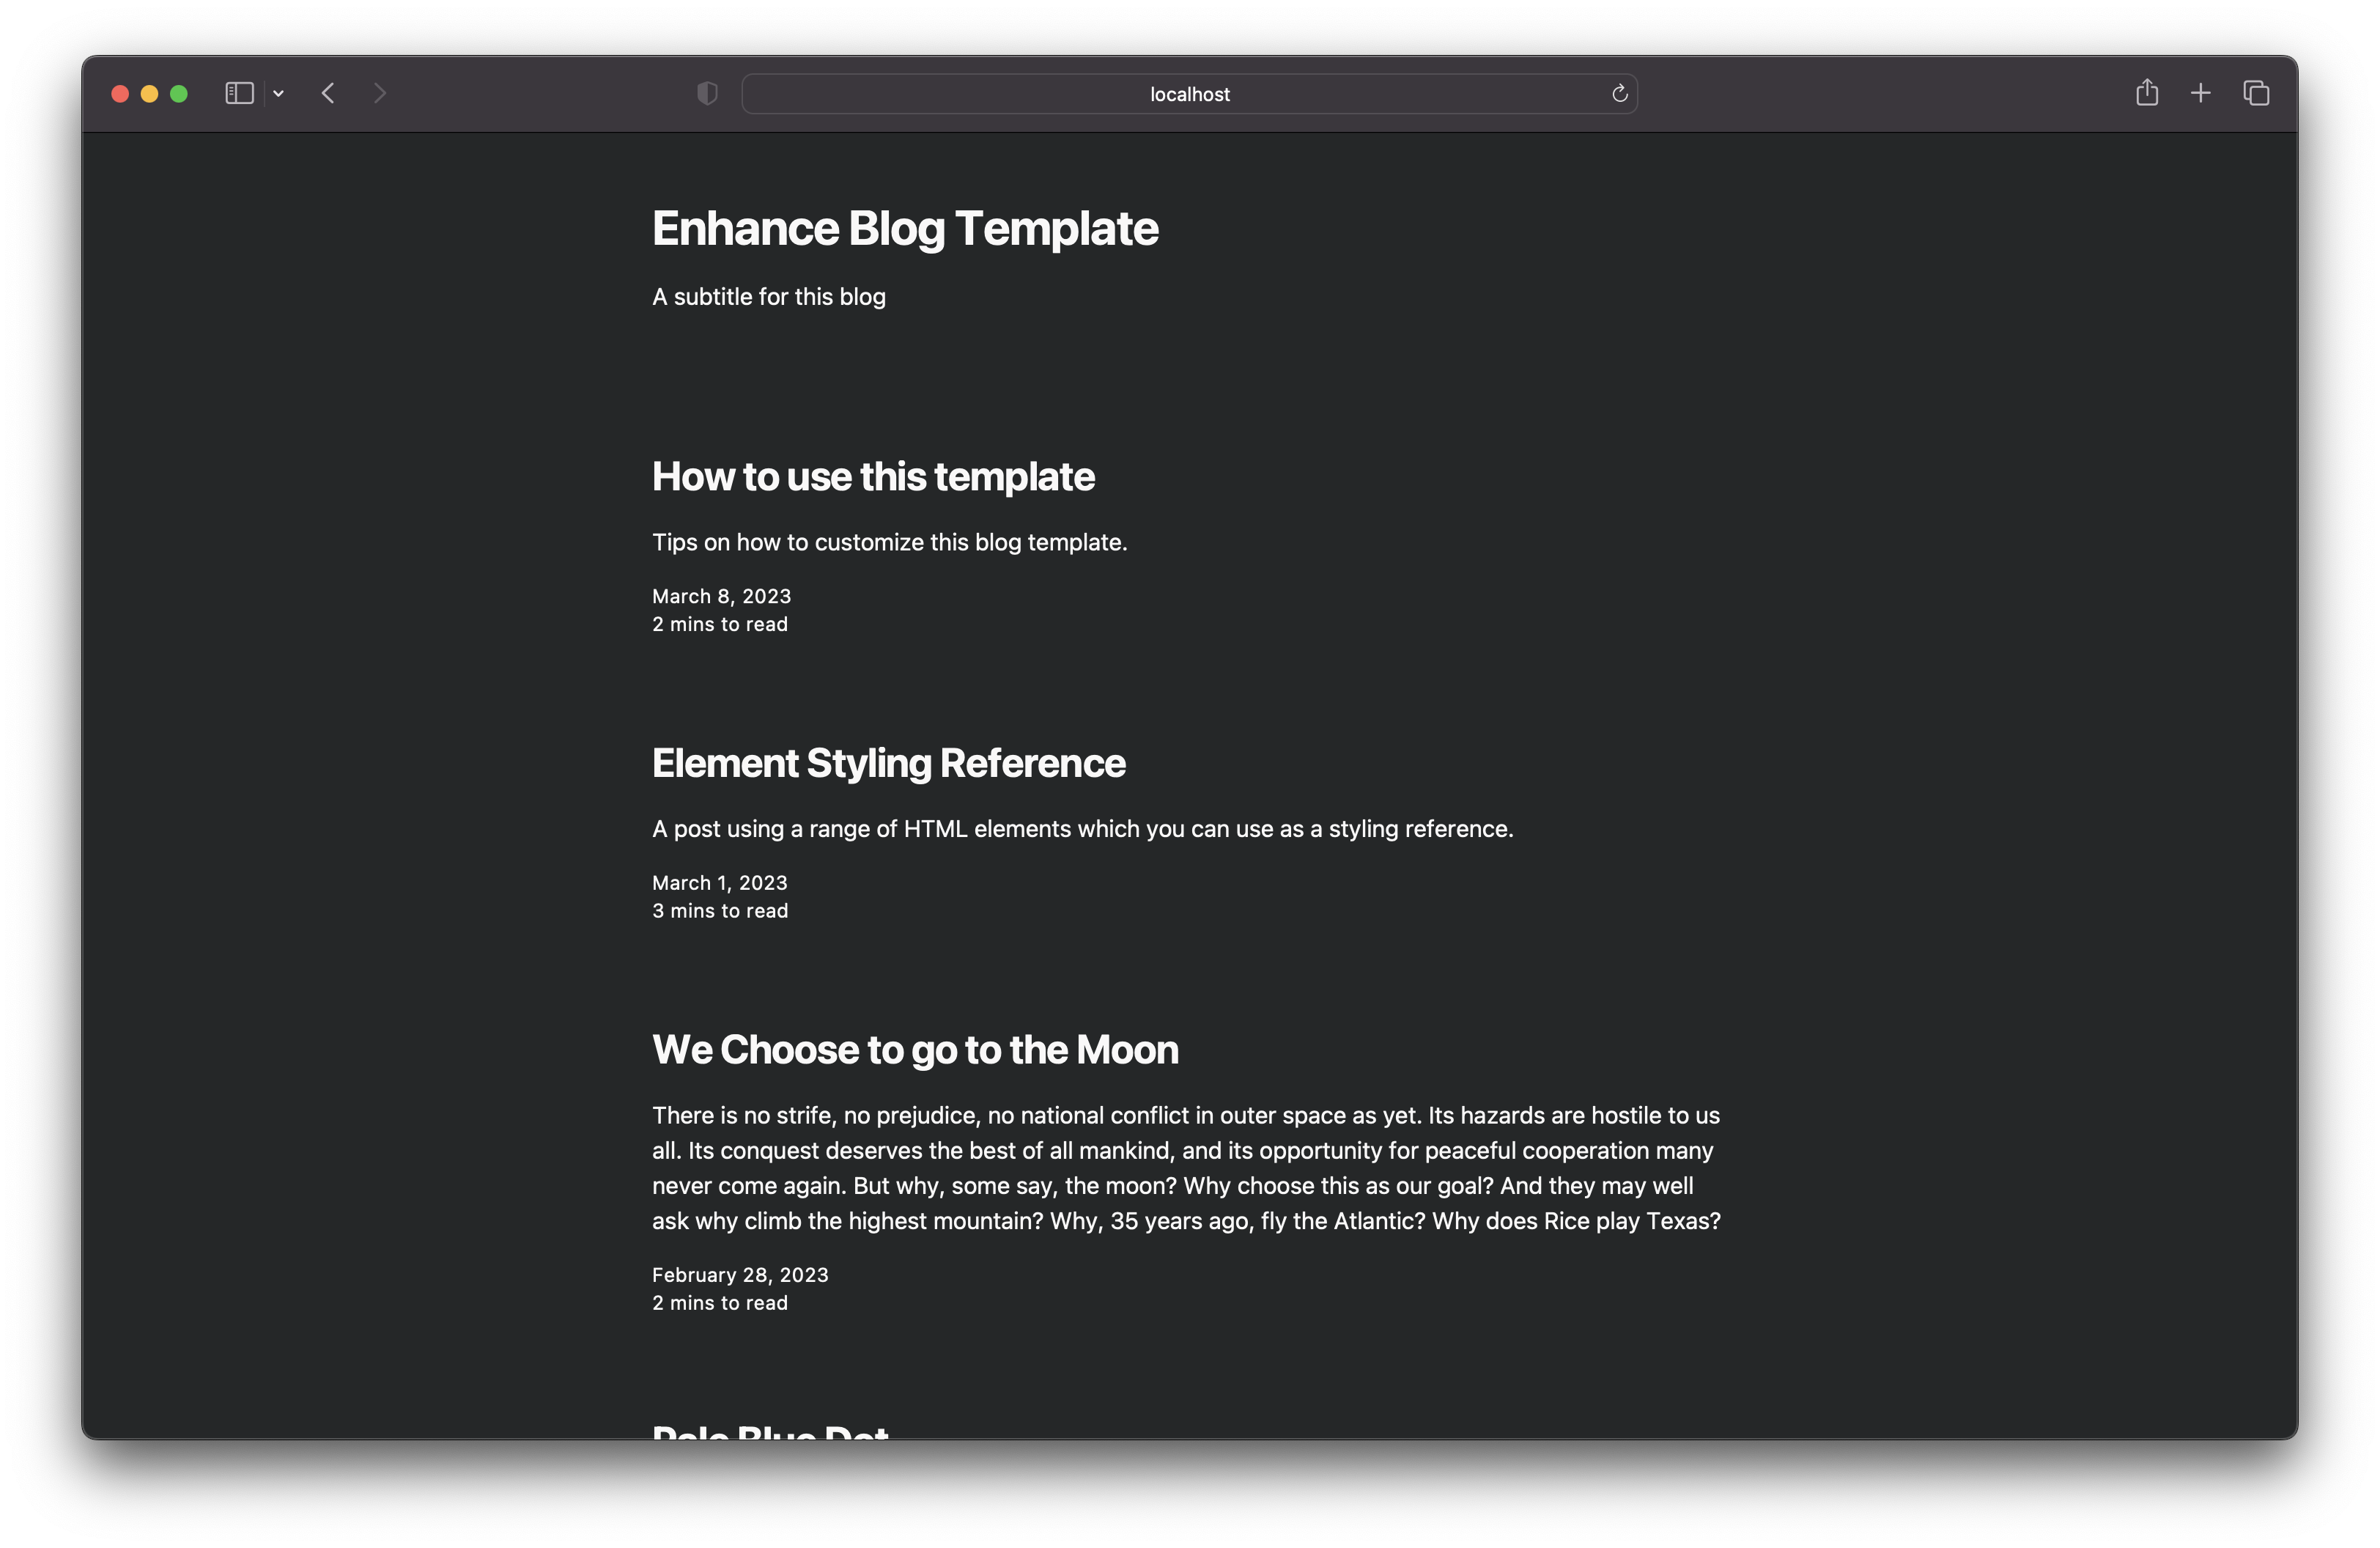 localhost
Enhance Blog Template
A subtitle for this blog
How to use this template
Tips on how to customize this blog template.
March 8, 2023
2 mins to read
Element Styling Reference
A post using a range of HTML elements which you can use as a styling reference.
March 1, 2023
3 mins to read
We Choose to go to the Moon
There is no strife, no prejudice, no national conflict in outer space as yet. Its hazards are hostile to us
all. Its conquest deserves the best of all mankind, and its opportunity for peaceful cooperation many
never come again. But why, some say, the moon? Why choose this as our goal? And they may well
ask why climb the highest mountain? Why, 35 years ago, fly the Atlantic? Why does Rice play Texas?
February 28, 2023
2 mins to read
Pale Blue Dot